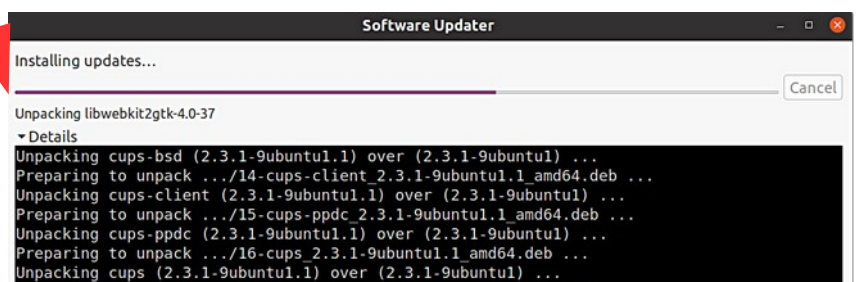 Software Updater
Installing updates...
Cancel
Unpacking libwebkit2gtk-4.0-37
Details
Unpacking cups-bsd (2.3.1-9ubuntu1.1) over (2.3.1-9ubuntu1) ...
Preparing to unpack .../14-cups-client_2.3.1-9ubuntu1.1_amd64.deb ...
Unpacking cups-client (2.3.1-9ubuntu1.1) over (2.3.1-9ubuntu1) ...
Preparing to unpack .../15-cups-ppdc_2.3.1-9ubuntu1.1_amd64.deb ...
Unpacking cups-ppdc (2.3.1-9ubuntu1.1) over (2.3.1-9ubuntu1) ...
Preparing to unpack .../16-cups_2.3.1-9ubuntu1.1_amd64.deb ...
Unpacking cups (2.3.1-9ubuntu1.1) over (2.3.1-9ubuntu1) ...